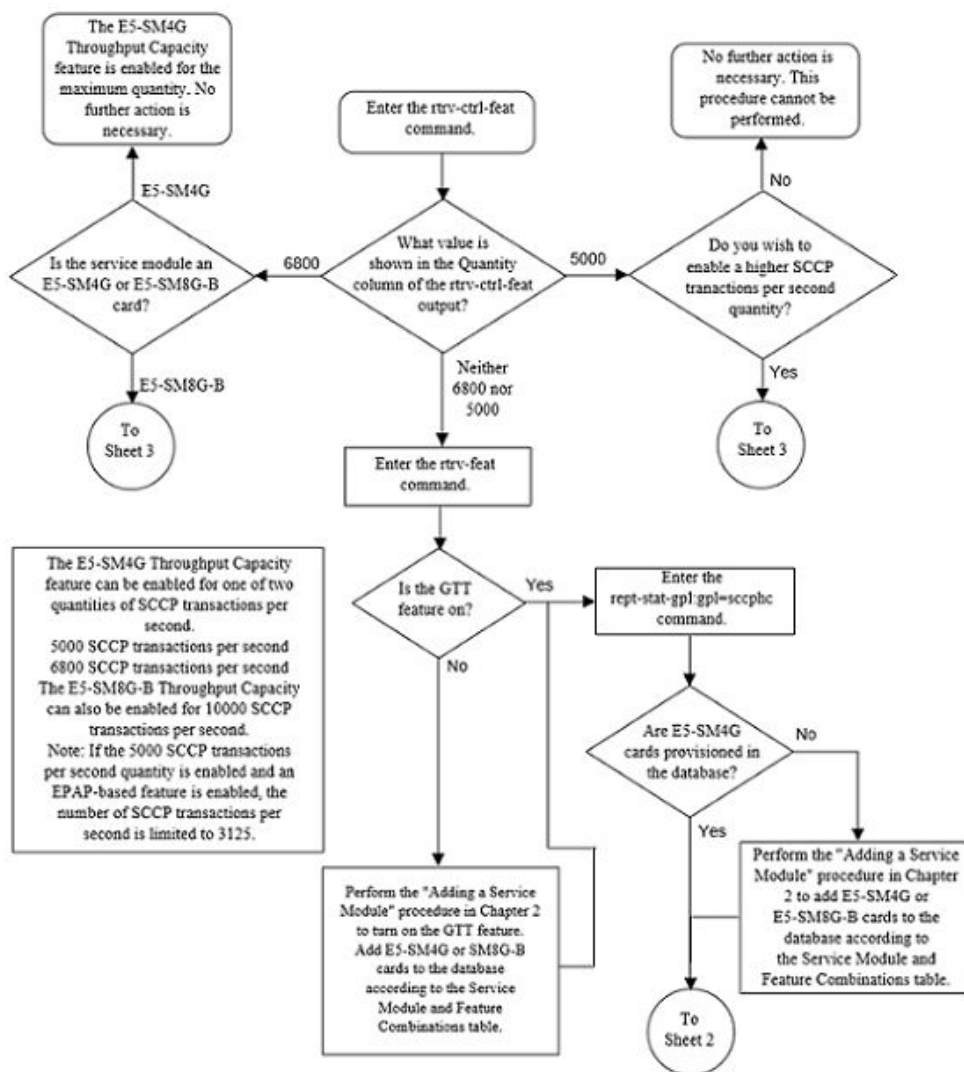 The E5-SM4G
Throughput Capacity
feature is enabled for the
maximum quantity. No
further action is
necessary.
Enter the rtrv-ctrl-feat
command.
No further action is
necessary. This
procedure cannot be
performed.
E5-SM4G
No
Is the service module an
E5-SM4G or E5-SM8G-B
card?
6800
What value is
shown in the Quantity
column of the rtrv-ctrl-feat
output?
5000
Do you wish to
enable a higher SCCP
tranactions per second
quantity?
E5-SM8G-B
Neither
6800 nor
5000
Yes
To
Sheet 3
To
Sheet 3
Enter the rtrv-feat
command.
The E5-SM4G Throughput Capacity
feature can be enabled for one of two
quantities of SCCP transactions per
second.
5000 SCCP transactions per second
6800 SCCP transactions per second
The E5-SM8G-B Throughput Capacity
can also be enabled for 10000 SCCP
transactions per second.
Note: If the 5000 SCCP transactions
per second quantity is enabled and an
EPAP-based feature is enabled, the
number of SCCP transactions per
second is limited to 3125.
Is the GTT
feature on?
Yes
Enter the
rept-stat-gpl:gpl=sccphc
command.
No
Are E5-SM4G
cards provisioned in
the database?
No
Yes
Perform the "Adding a Service
Module" procedure in Chapter 2
to turn on the GTT feature.
Add E5-SM4G or SM8G-B
cards to the database
according to the Service
Module and Feature
Combinations table.
Perform the "Adding a Service
Module" procedure in Chapter
2 to add E5-SM4G or
E5-SM8G-B cards to the
database according to
the Service Module and
Feature Combinations table.
To
Sheet 2